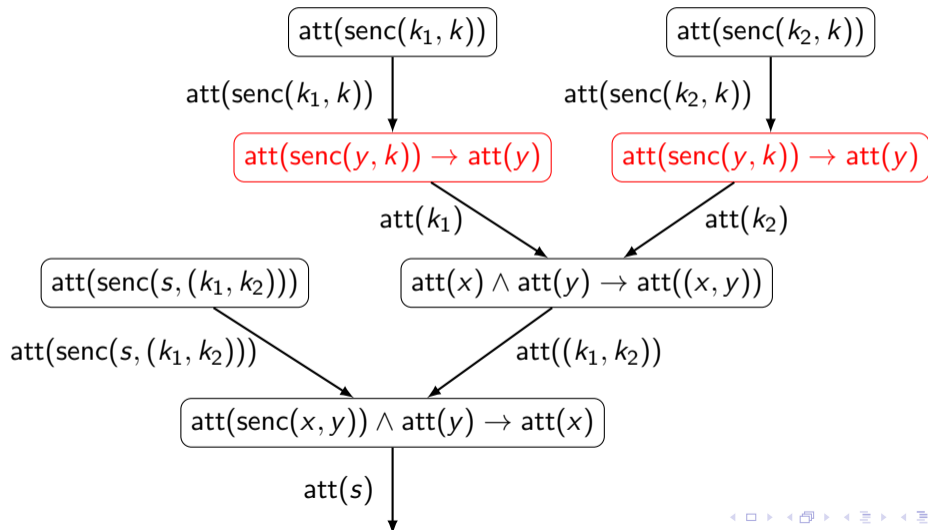 att(senc(k₁, k))
att(senc(k₂, k))
att(senc(k₁, k))
att(senc(k₂, k))
att(senc(y, k)) → att(y)
att(senc(y, k)) → att(y)
att(k₁)
att(k₂)
att(senc(s, (k₁, k₂)))
att(x) ∧ att(y) → att((x, y))
att(senc(s, (k₁, k₂)))
att((k₁, k₂))
att(senc(x, y)) ∧ att(y) → att(x)
att(s)